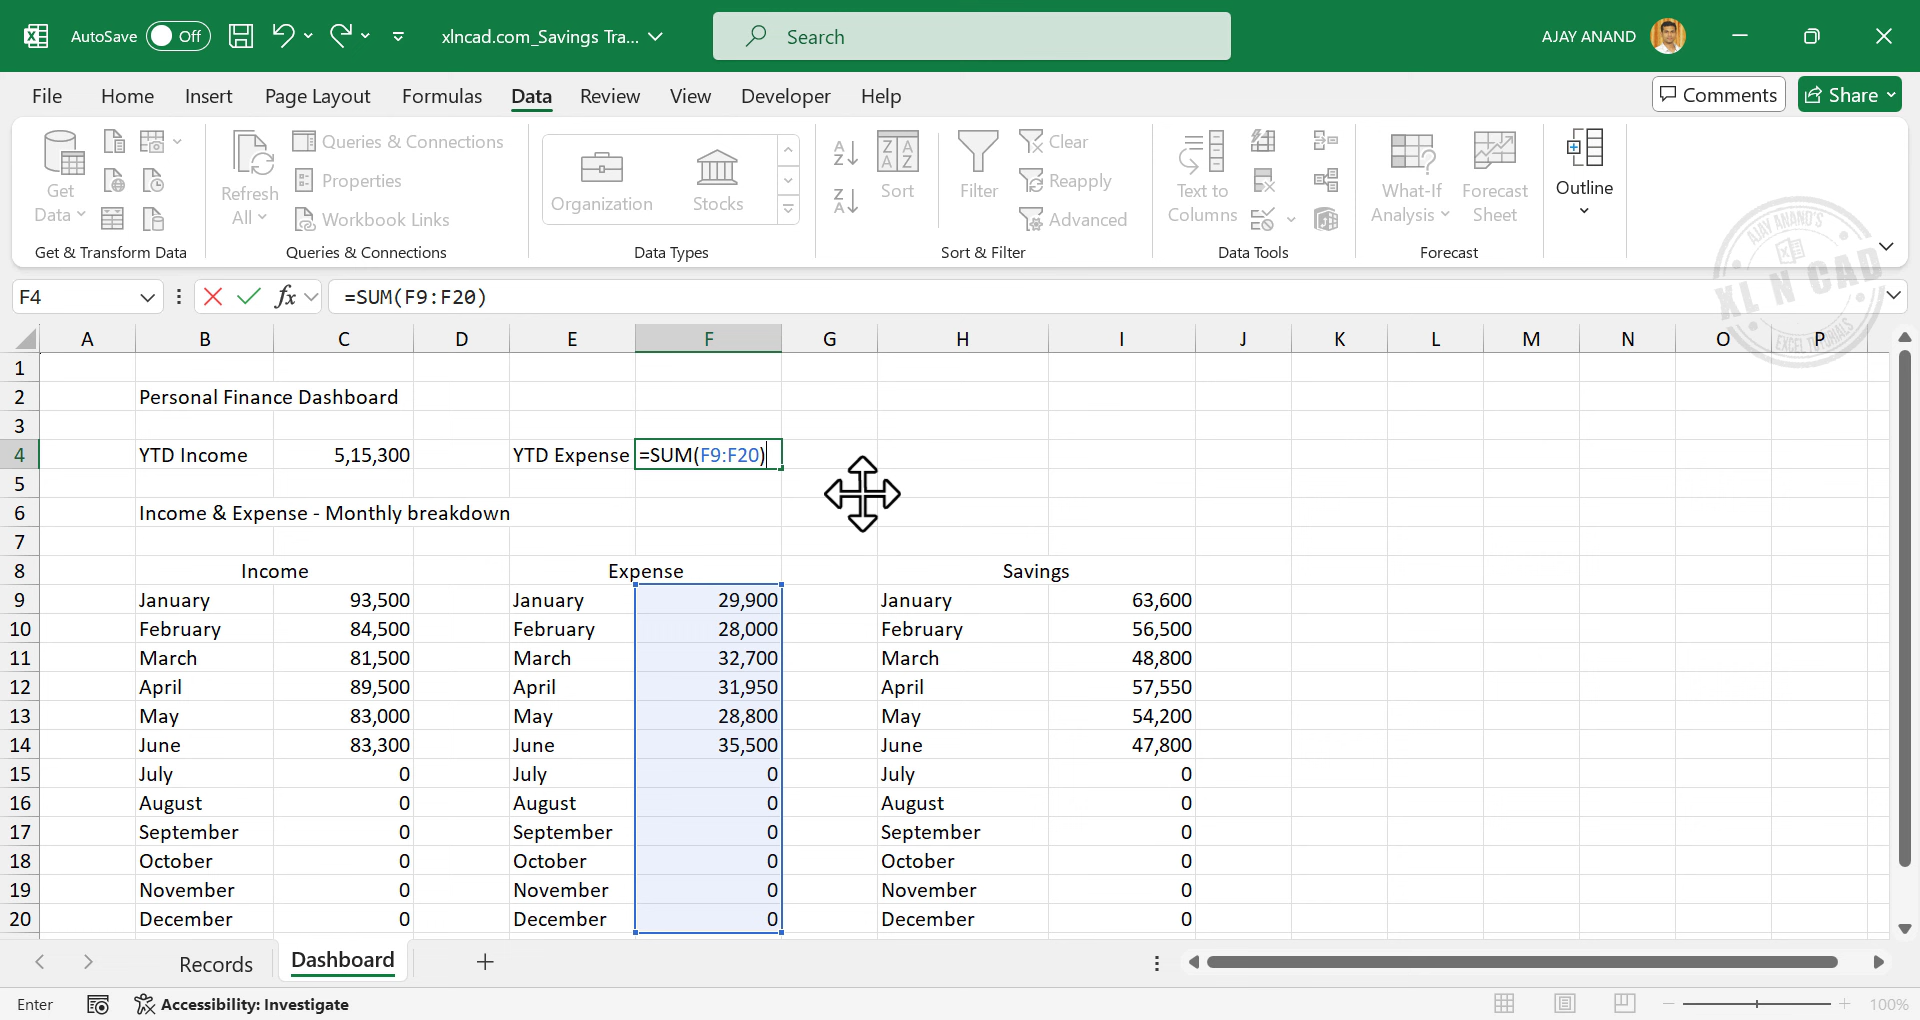 AutoSave Off xlncad.com_Savings Tra... Search AJAY ANAND
File Home Insert Page Layout Formulas Data Review View Developer Help Comments Share
Get Data
Refresh All
Queries & Connections
Properties
Workbook Links
Organization Stocks
Sort
Filter
Clear
Reapply
Advanced
Text to Columns
What-If Analysis
Forecast Sheet
Outline
Get & Transform Data Queries & Connections Data Types Sort & Filter Data Tools Forecast
AJAY ANAND'S
XL N CAD
EXCEL TUTORIALS
F4 fx =SUM(F9:F20)
A B C D E F G H I J K L M N O P
1
2 Personal Finance Dashboard
3
4 YTD Income 5,15,300 YTD Expense =SUM(F9:F20)
5
6 Income & Expense - Monthly breakdown
7
8 Income Expense Savings
9 January 93,500 January 29,900 January 63,600
10 February 84,500 February 28,000 February 56,500
11 March 81,500 March 32,700 March 48,800
12 April 89,500 April 31,950 April 57,550
13 May 83,000 May 28,800 May 54,200
14 June 83,300 June 35,500 June 47,800
15 July 0 July 0 July 0
16 August 0 August 0 August 0
17 September 0 September 0 September 0
18 October 0 October 0 October 0
19 November 0 November 0 November 0
20 December 0 December 0 December 0
Records Dashboard
Enter Accessibility: Investigate 100%